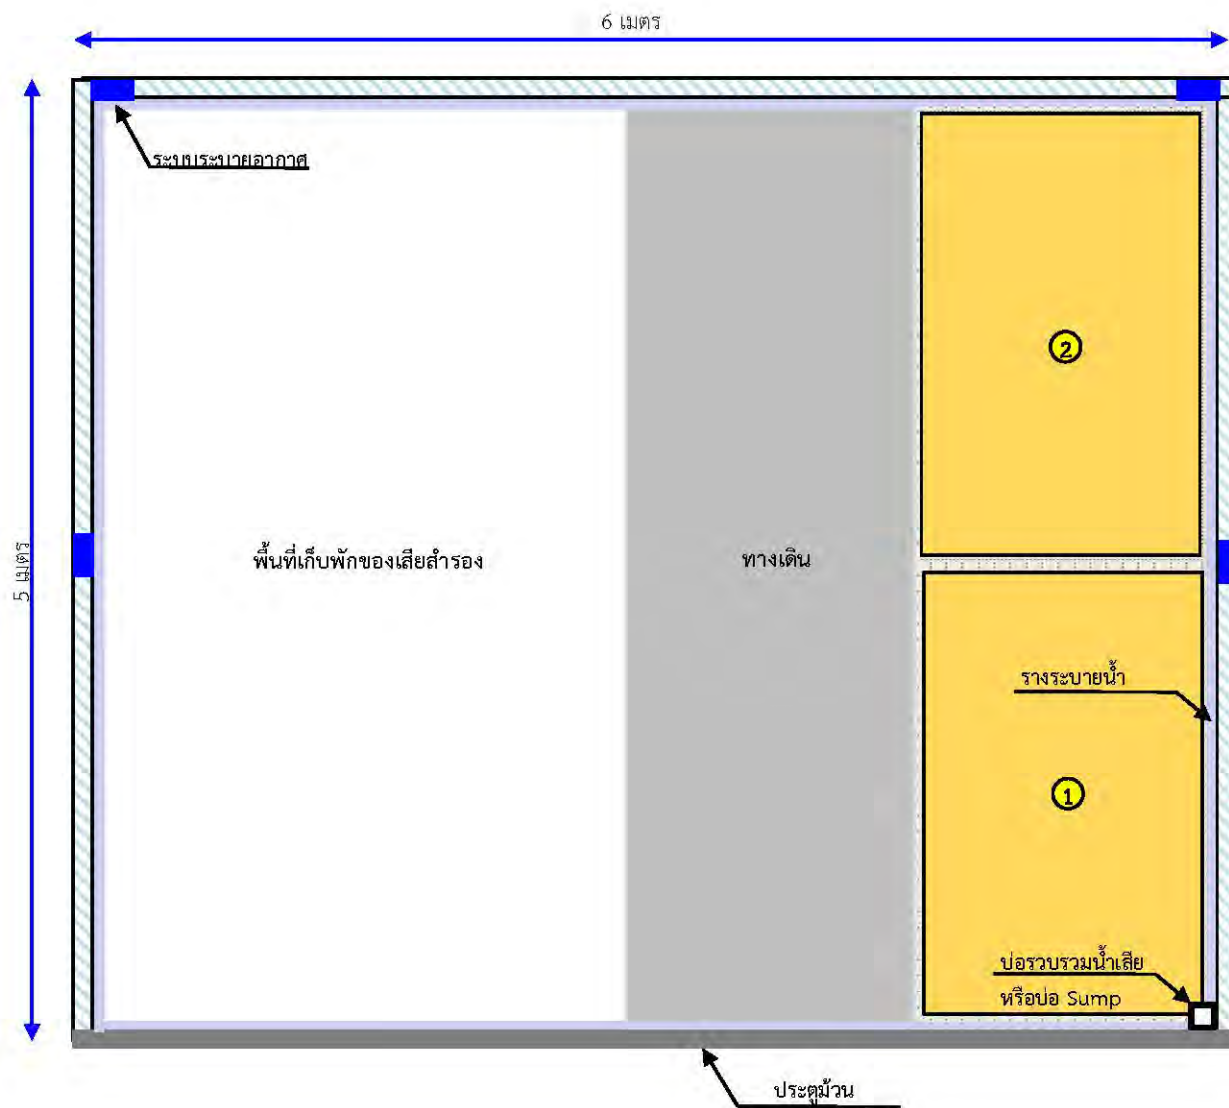 6 เมตร
ระบบระบายอากาศ
2
5 เมตร
พื้นที่เก็บพักของเสียสำรอง
ทางเดิน
รางระบายน้ำ
1
บ่อรวบรวมน้ำเสีย
หรือบ่อ Sump
ประตูม้วน